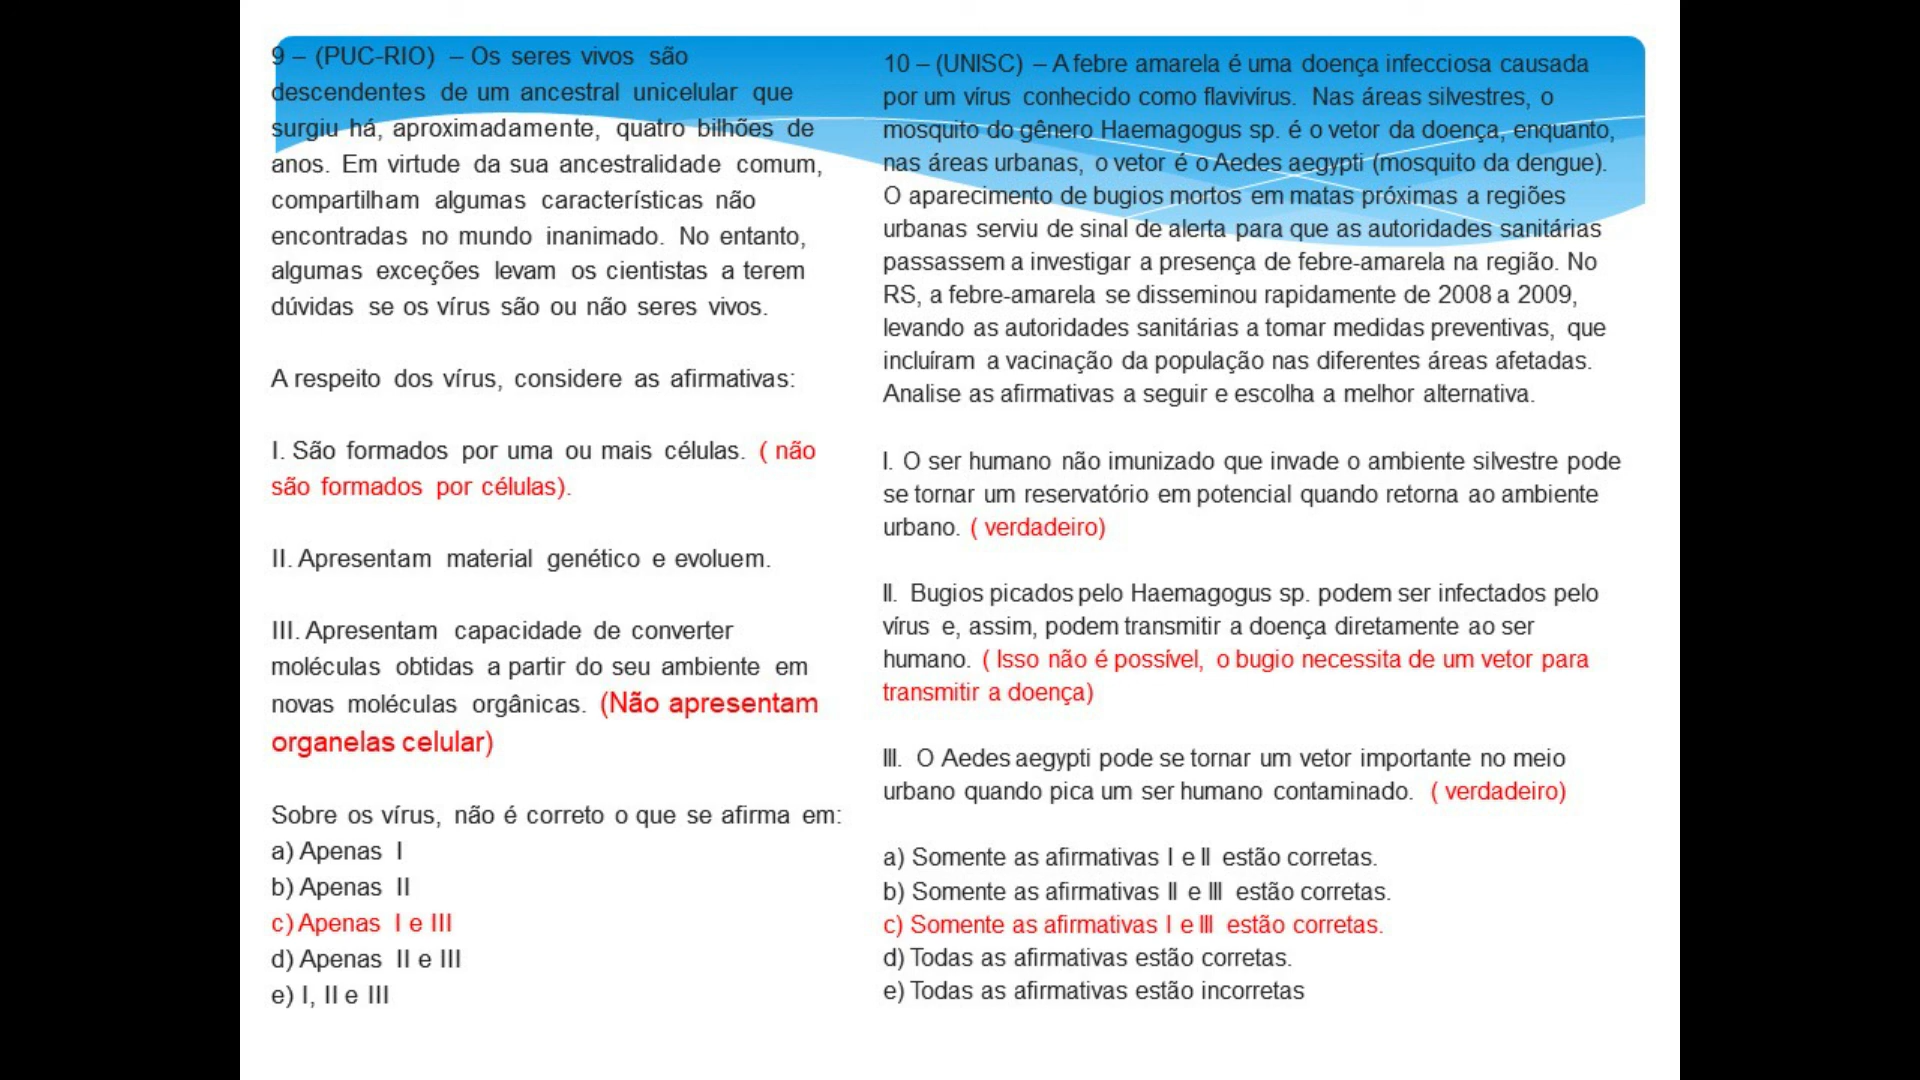 9 – (PUC-RIO) – Os seres vivos são
descendentes de um ancestral unicelular que
surgiu há, aproximadamente, quatro bilhões de
anos. Em virtude da sua ancestralidade comum,
compartilham algumas características não
encontradas no mundo inanimado. No entanto,
algumas exceções levam os cientistas a terem
dúvidas se os vírus são ou não seres vivos.
A respeito dos vírus, considere as afirmativas:
I. São formados por uma ou mais células. ( não
são formados por células).
II. Apresentam material genético e evoluem.
III. Apresentam capacidade de converter
moléculas obtidas a partir do seu ambiente em
novas moléculas orgânicas. (Não apresentam
organelas celular)
Sobre os vírus, não é correto o que se afirma em:
a) Apenas I
b) Apenas II
c) Apenas I e III
d) Apenas II e III
e) I, II e III
10 – (UNISC) – A febre amarela é uma doença infecciosa causada
por um vírus conhecido como flavivírus. Nas áreas silvestres, o
mosquito do gênero Haemagogus sp. é o vetor da doença, enquanto,
nas áreas urbanas, o vetor é o Aedes aegypti (mosquito da dengue).
O aparecimento de bugios mortos em matas próximas a regiões
urbanas serviu de sinal de alerta para que as autoridades sanitárias
passassem a investigar a presença de febre-amarela na região. No
RS, a febre-amarela se disseminou rapidamente de 2008 a 2009,
levando as autoridades sanitárias a tomar medidas preventivas, que
incluíram a vacinação da população nas diferentes áreas afetadas.
Analise as afirmativas a seguir e escolha a melhor alternativa.
I. O ser humano não imunizado que invade o ambiente silvestre pode
se tornar um reservatório em potencial quando retorna ao ambiente
urbano. ( verdadeiro)
II. Bugios picados pelo Haemagogus sp. podem ser infectados pelo
vírus e, assim, podem transmitir a doença diretamente ao ser
humano. ( Isso não é possível, o bugio necessita de um vetor para
transmitir a doença)
III. O Aedes aegypti pode se tornar um vetor importante no meio
urbano quando pica um ser humano contaminado. ( verdadeiro)
a) Somente as afirmativas I e II estão corretas.
b) Somente as afirmativas II e III estão corretas.
c) Somente as afirmativas I e III estão corretas.
d) Todas as afirmativas estão corretas.
e) Todas as afirmativas estão incorretas